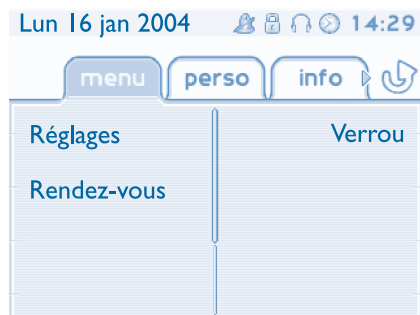 Lun 16 jan 2004 14:29
menu perso info
Réglages Verrou
Rendez-vous